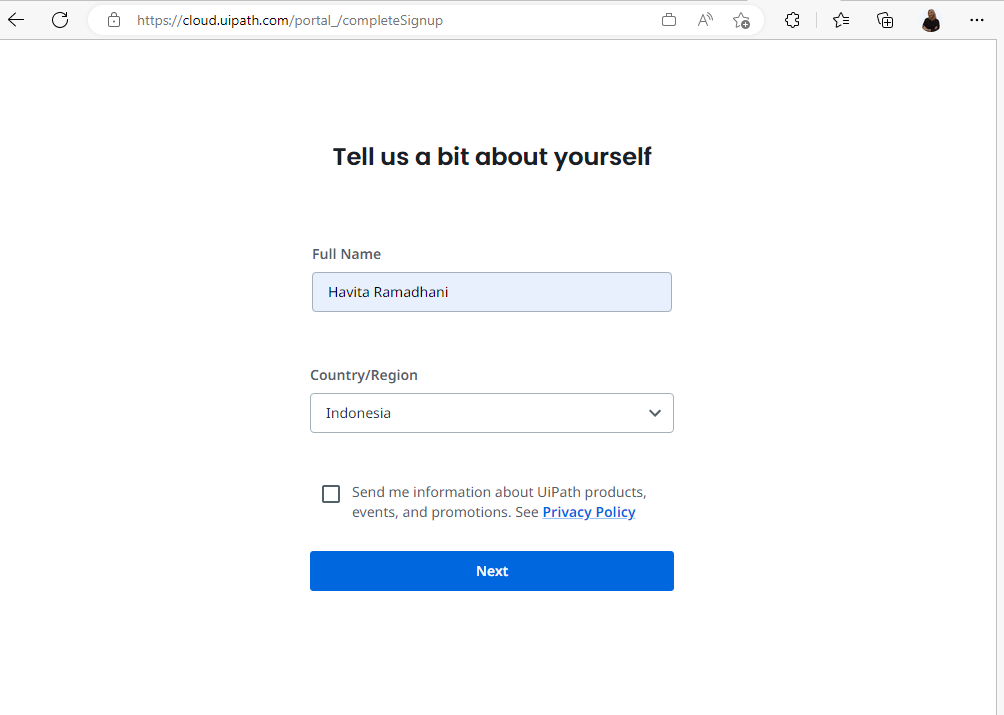 https://cloud.uipath.com/portal_/completeSignup
Tell us a bit about yourself
Full Name
Havita Ramadhani
Country/Region
Indonesia
Send me information about UiPath products,
events, and promotions. See Privacy Policy
Next